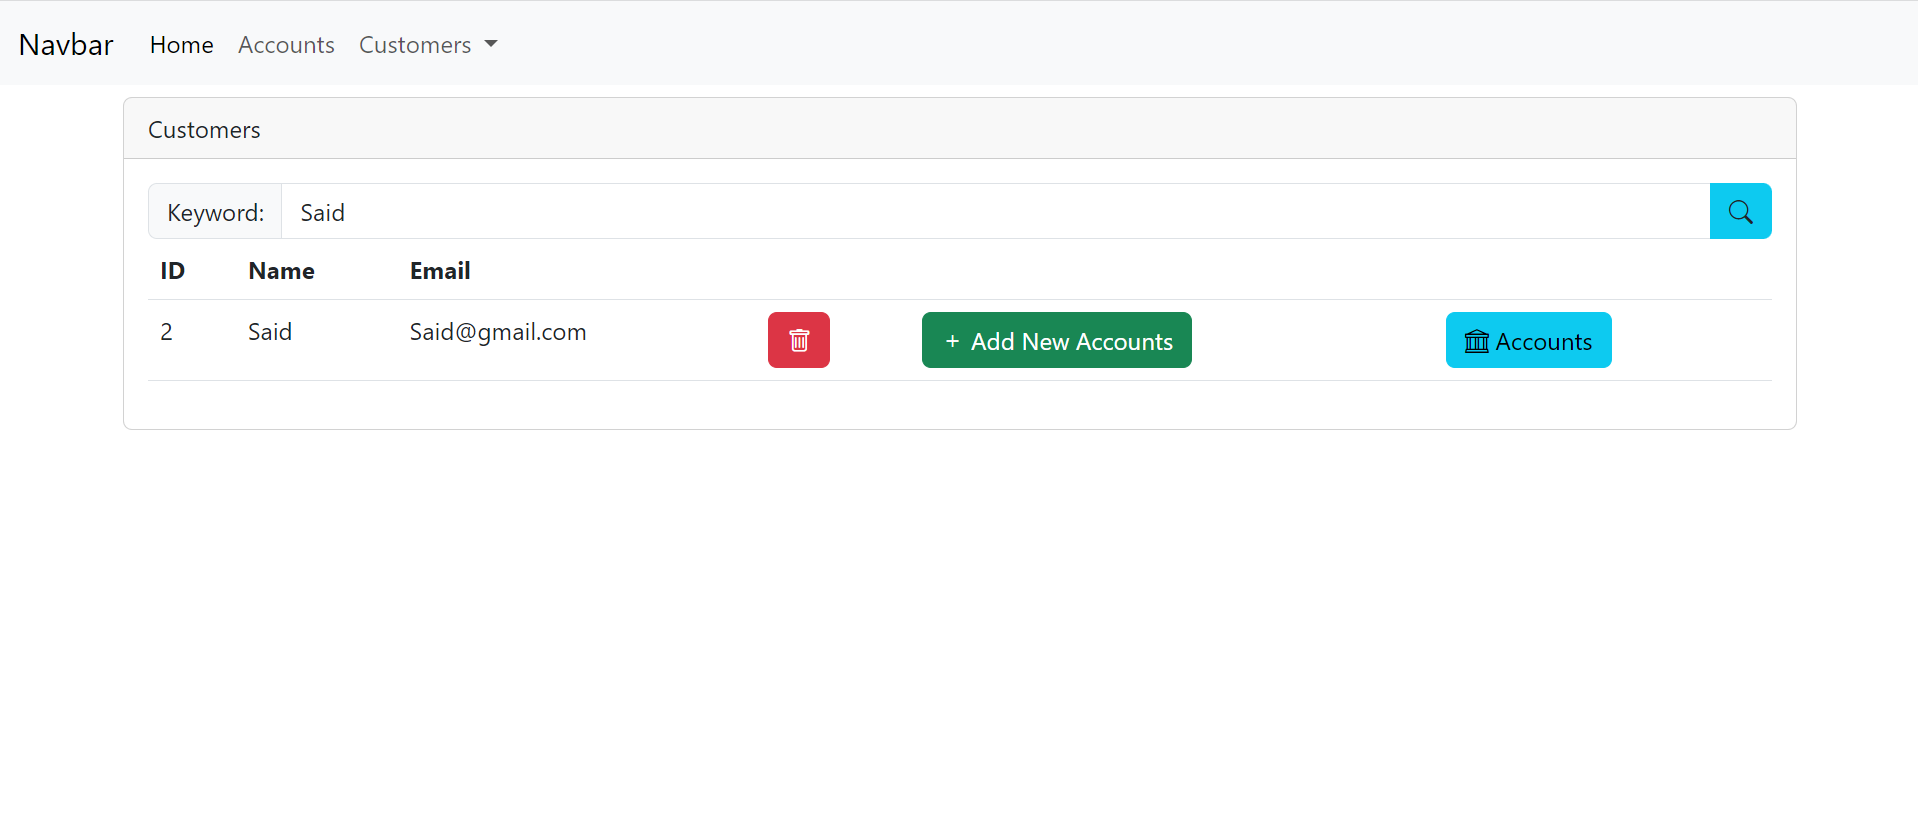 Navbar Home Accounts Customers
Customers
Keyword: Said
ID Name Email
2 Said Said@gmail.com + Add New Accounts Accounts